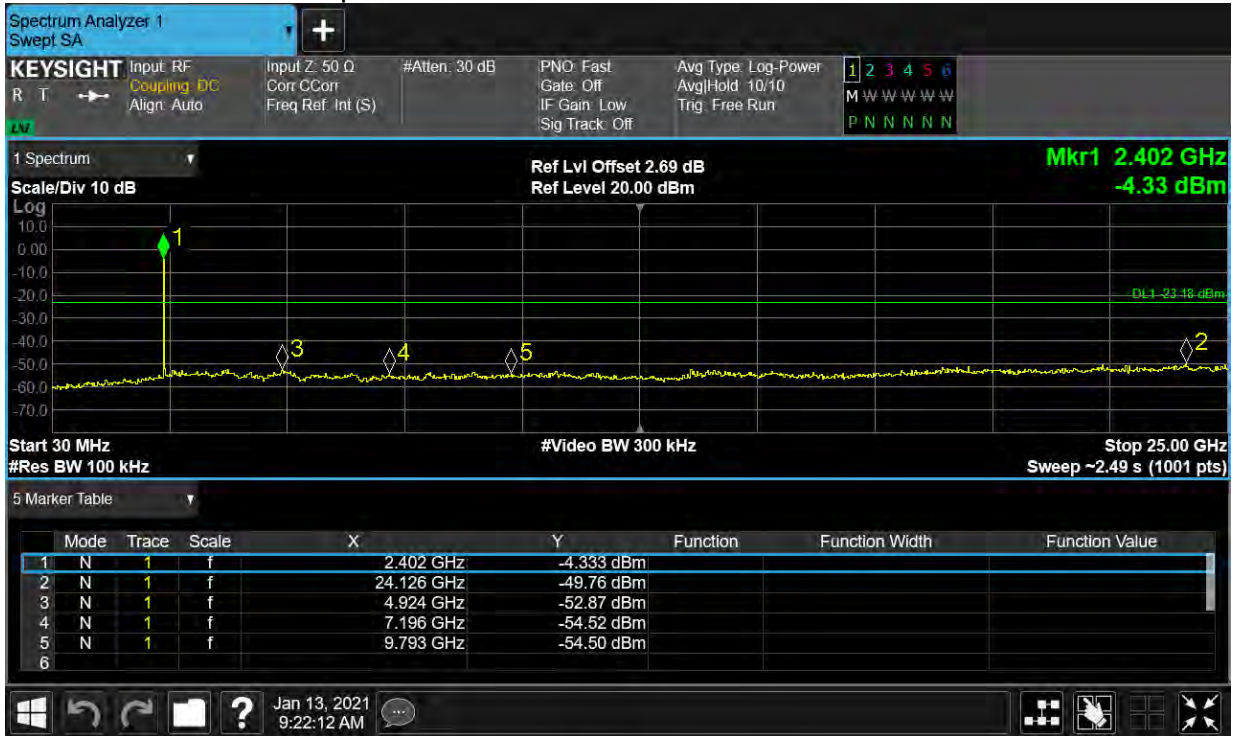 Spectrum Analyzer 1
Swept SA
KEYSIGHT Input: RF Input Z: 50 Ω #Atten: 30 dB PNO: Fast Avg Type: Log-Power 1 2 3 4 5 6
R T Coupling: DC Corr CCorr Gate: Off Avg|Hold: 10/10 M W W W W W
Align: Auto Freq Ref: Int (S) IF Gain: Low Trig: Free Run P N N N N N
Sig Track: Off
1 Spectrum Ref Lvl Offset 2.69 dB Mkr1 2.402 GHz
Scale/Div 10 dB Ref Level 20.00 dBm -4.33 dBm
Log
10.0
1
0.00
-10.0
-20.0 DL1 -23.18 dBm
-30.0
-40.0
3 4 5 2
-50.0
-60.0
-70.0
Start 30 MHz #Video BW 300 kHz Stop 25.00 GHz
#Res BW 100 kHz Sweep ~2.49 s (1001 pts)
5 Marker Table
Mode Trace Scale X Y Function Function Width Function Value
1 N 1 f 2.402 GHz -4.333 dBm
2 N 1 f 24.126 GHz -49.76 dBm
3 N 1 f 4.924 GHz -52.87 dBm
4 N 1 f 7.196 GHz -54.52 dBm
5 N 1 f 9.793 GHz -54.50 dBm
6
? Jan 13, 2021
9:22:12 AM